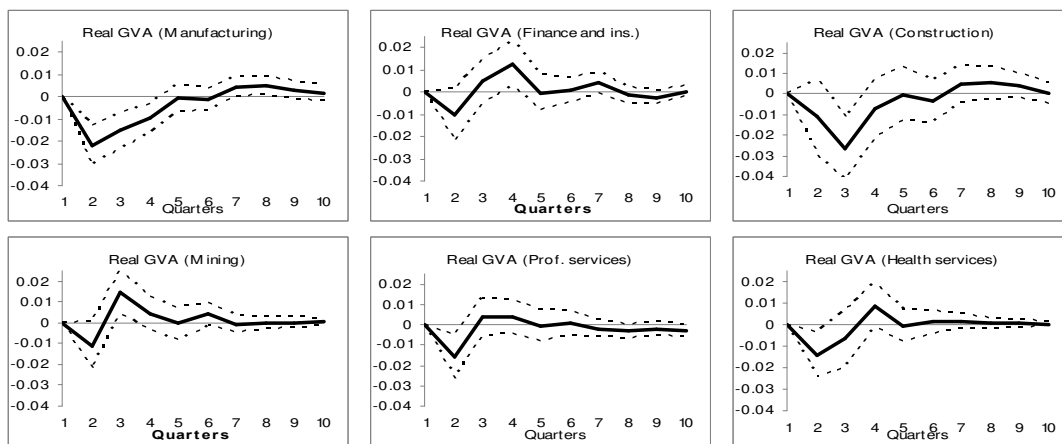 Real GVA (Manufacturing)
0.02
0.01
0
-0.01
-0.02
-0.03
-0.04
1 2 3 4 5 6 7 8 9 10
Quarters
Real GVA (Finance and ins.)
0.02
0.01
0
-0.01
-0.02
-0.03
-0.04
1 2 3 4 5 6 7 8 9 10
Quarters
Real GVA (Construction)
0.02
0.01
0
-0.01
-0.02
-0.03
-0.04
1 2 3 4 5 6 7 8 9 10
Quarters
Real GVA (Mining)
0.02
0.01
0
-0.01
-0.02
-0.03
-0.04
1 2 3 4 5 6 7 8 9 10
Quarters
Real GVA (Prof. services)
0.02
0.01
0
-0.01
-0.02
-0.03
-0.04
1 2 3 4 5 6 7 8 9 10
Quarters
Real GVA (Health services)
0.02
0.01
0
-0.01
-0.02
-0.03
-0.04
1 2 3 4 5 6 7 8 9 10
Quarters